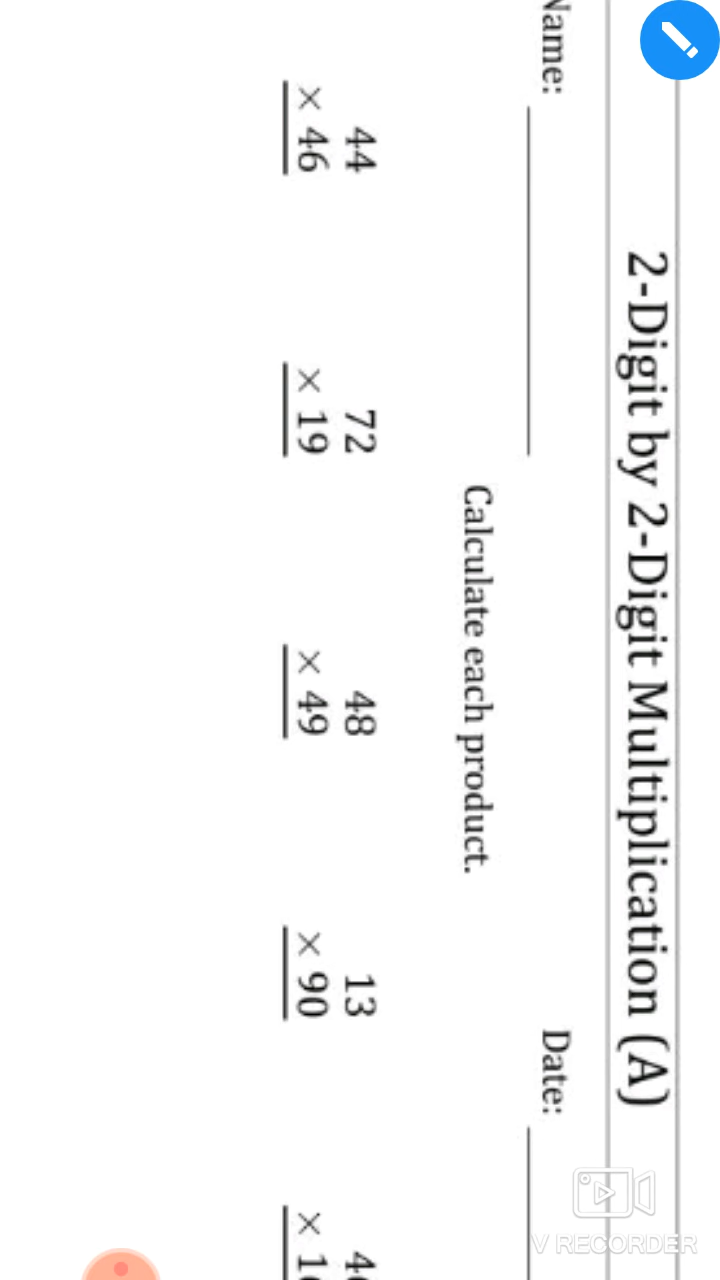 2-Digit by 2-Digit Multiplication (A)
Name: Date:
Calculate each product.
44 72 48 13
× 46 × 19 × 49 × 90 ×
V RECORDER